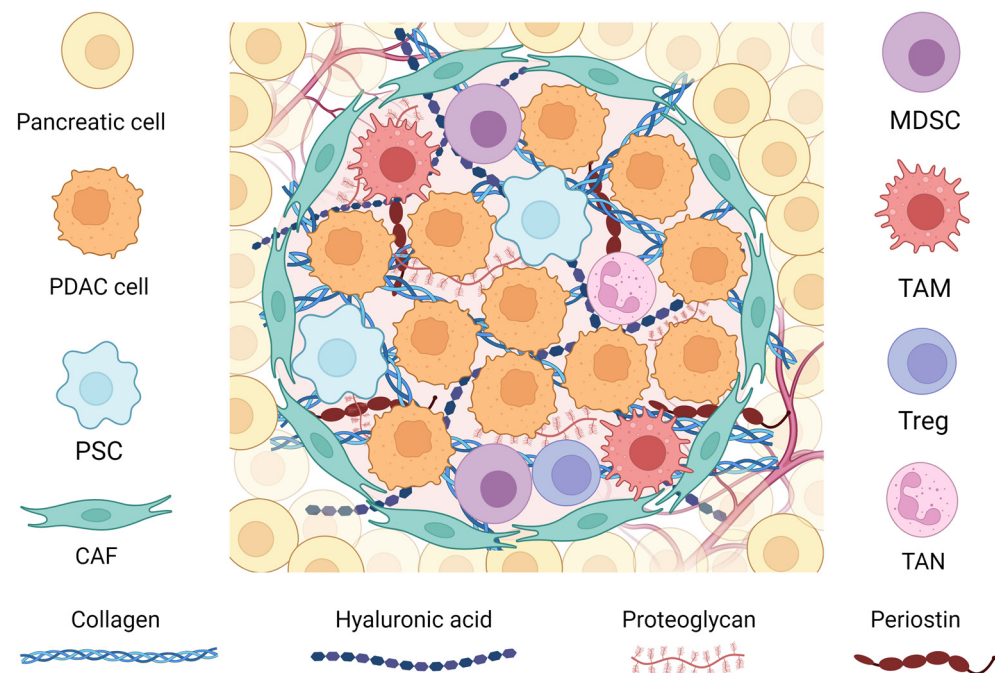 Pancreatic cell
PDAC cell
PSC
CAF
MDSC
TAM
Treg
TAN
Collagen
Hyaluronic acid
Proteoglycan
Periostin